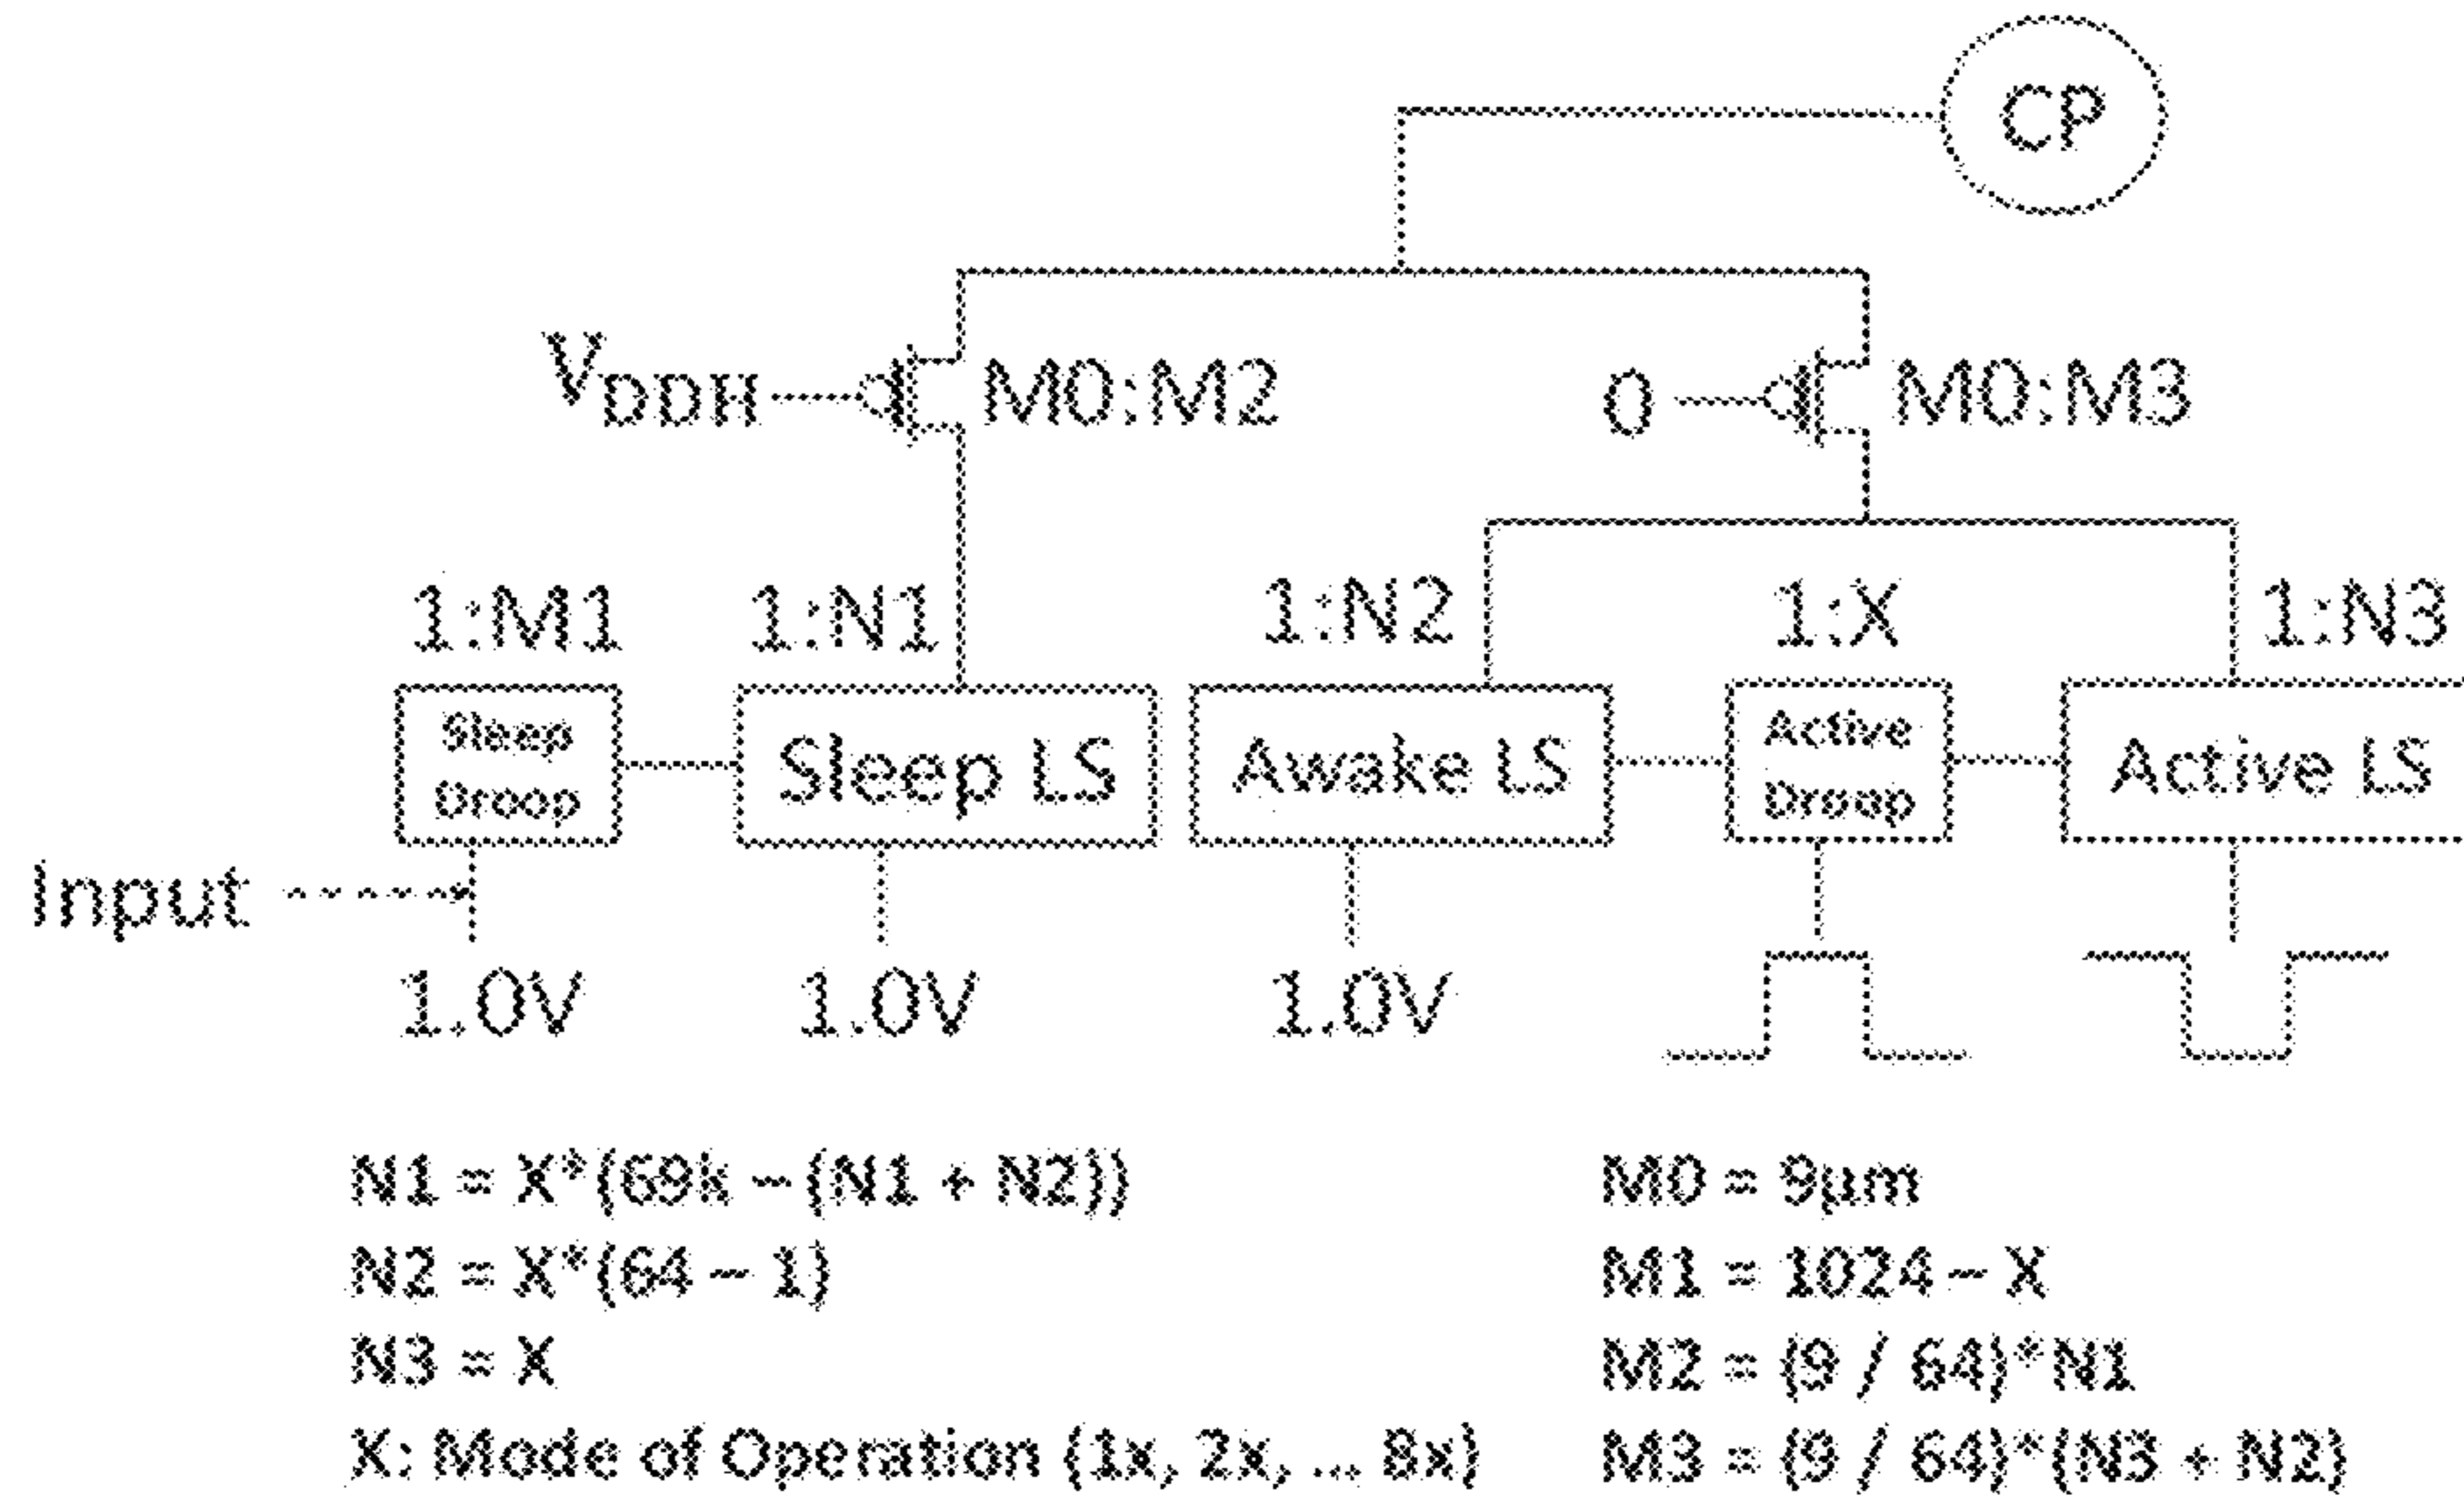 CP
VDDH M0:M2 0 M0:M3
1:M1 1:N1 1:N2 1:X 1:N3
Sleep Droop Sleep LS Awake LS Active Droop Active LS
Input
1.0V 1.0V 1.0V
N1 = X*(69k – (N1 + N2))
N2 = X*(64 – 1)
N3 = X
X: Mode of Operation (1x, 2x, ... 8x)
M0 = 9µm
M1 = 1024 – X
M2 = (9 / 64)*N1
M3 = (9 / 64)*(N3 + N2)